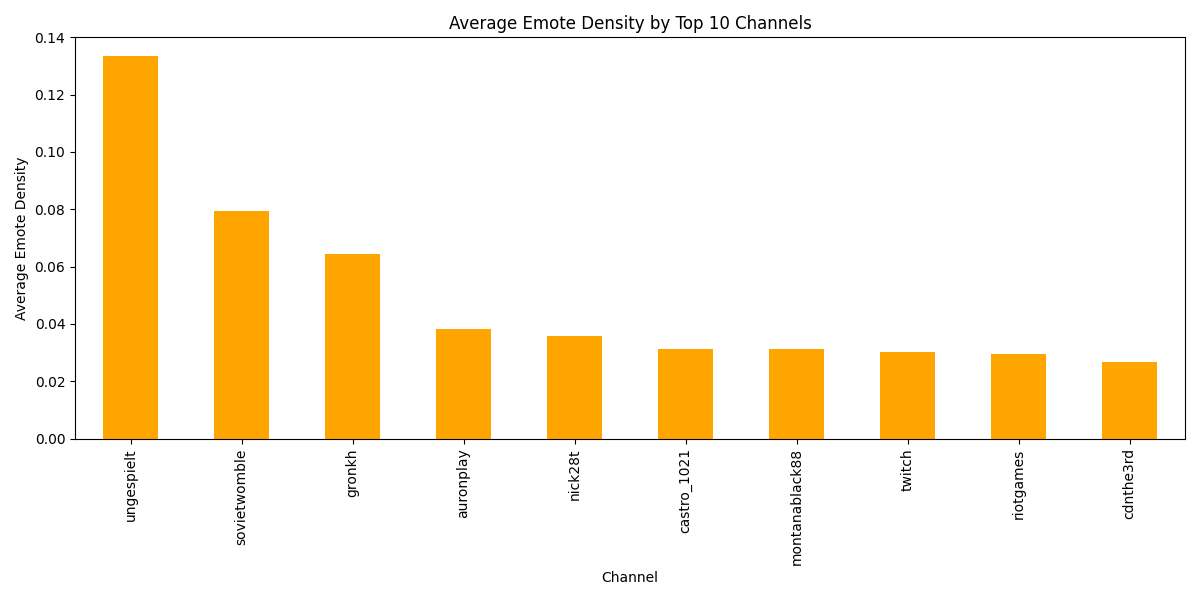 Average Emote Density by Top 10 Channels
Average Emote Density
0.14
0.12
0.10
0.08
0.06
0.04
0.02
0.00
ungespielt
sovietwomble
gronkh
auronplay
nick28t
castro_1021
montanablack88
twitch
riotgames
cdnthe3rd
Channel